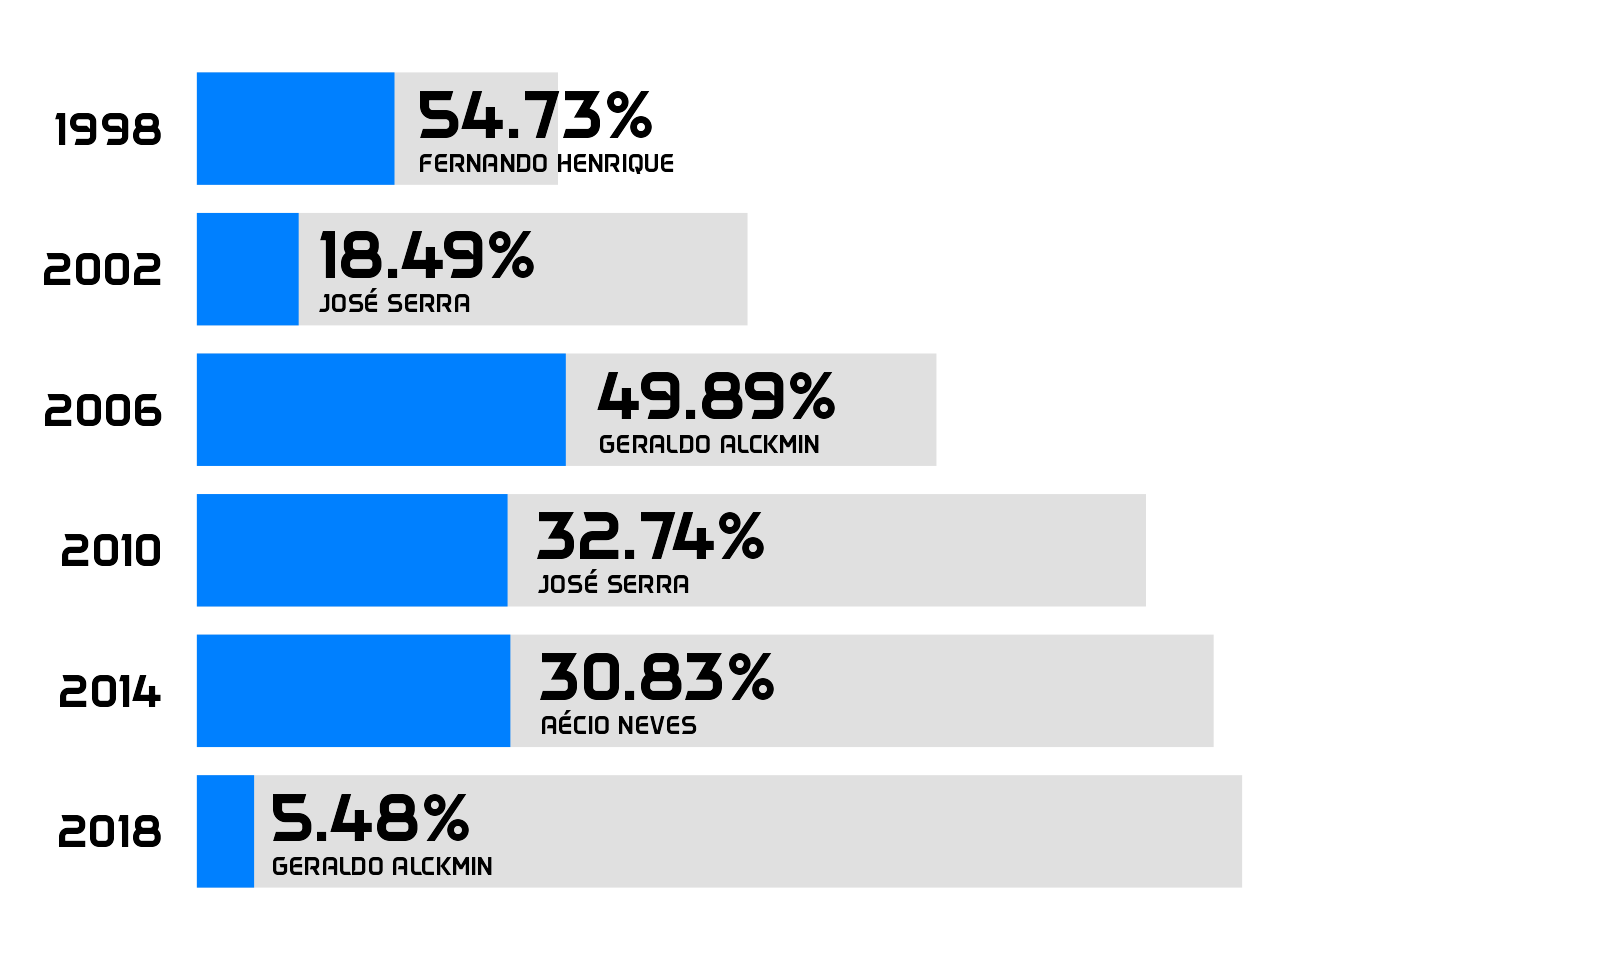 1998
54.73%
FERNANDO HENRIQUE
2002
18.49%
JOSÉ SERRA
2006
49.89%
GERALDO ALCKMIN
2010
32.74%
JOSÉ SERRA
2014
30.83%
AÉCIO NEVES
2018
5.48%
GERALDO ALCKMIN